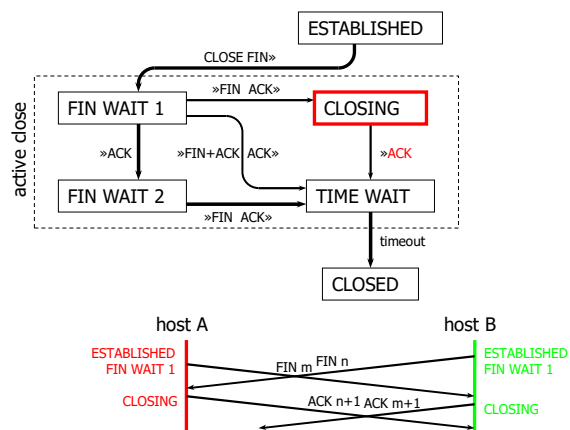 ESTABLISHED
CLOSE FIN»
active close
FIN WAIT 1
»FIN ACK»
CLOSING
»ACK
»FIN+ACK ACK»
»ACK
FIN WAIT 2
»FIN ACK»
TIME WAIT
timeout
CLOSED
host A
host B
ESTABLISHED
FIN WAIT 1
FIN m
FIN n
ESTABLISHED
FIN WAIT 1
CLOSING
ACK n+1
ACK m+1
CLOSING